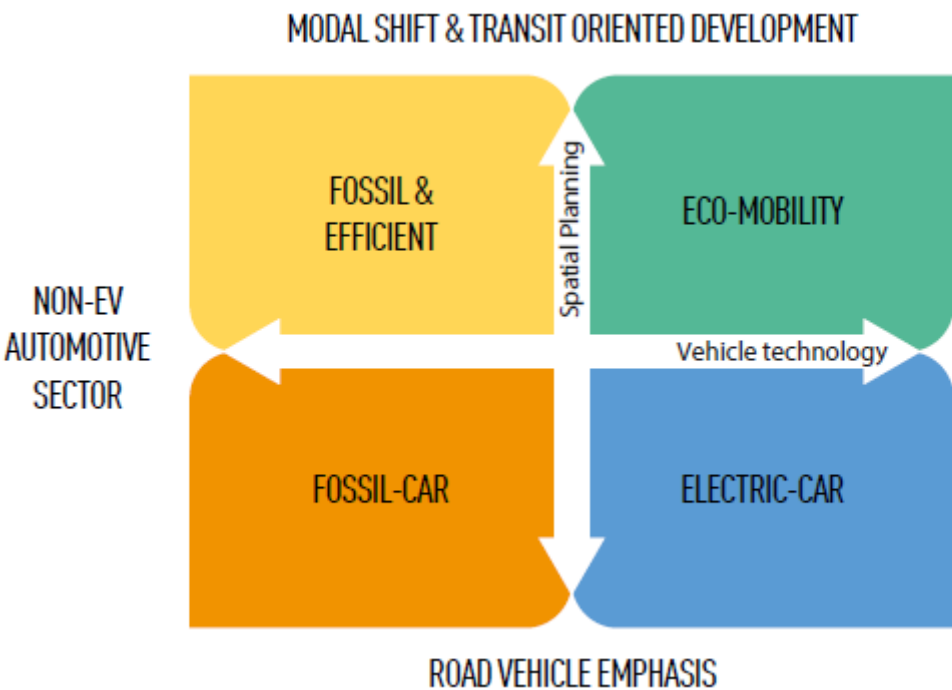 MODAL SHIFT & TRANSIT ORIENTED DEVELOPMENT
FOSSIL &
EFFICIENT
Spatial Planning
ECO-MOBILITY
NON-EV
AUTOMOTIVE
SECTOR
Vehicle technology
FOSSIL-CAR
ELECTRIC-CAR
ROAD VEHICLE EMPHASIS